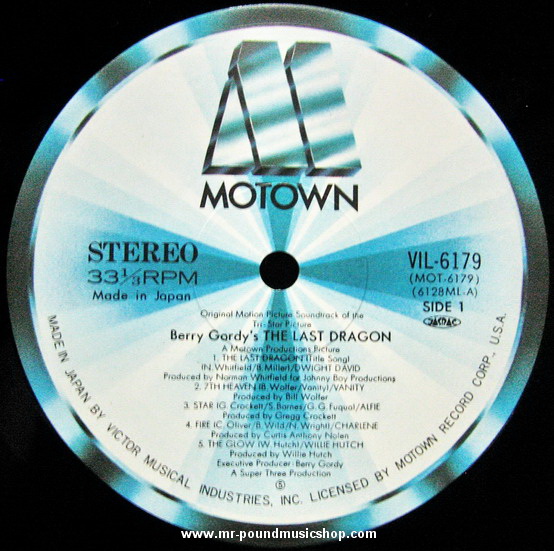 MOTOWN
STEREO
33 1/3 RPM
Made in Japan
VIL-6179
(MOT-6179)
(6128ML-A)
SIDE 1
Original Motion Picture Soundtrack of the
Tri-Star Picture
Berry Gordy's THE LAST DRAGON
A Motown Productions Picture
1. THE LAST DRAGON (Title Song)
(N. Whitfield/B. Miller)/DWIGHT DAVID
Produced by Norman Whitfield for Johnny Boy Productions
2. 7TH HEAVEN (B. Wolfer/Vanity)/VANITY
Produced by Bill Wolfer
3. STAR (G. Crockett/S. Barnes/G. G. Fuqua)/ALFIE
Produced by Gregg Crockett
4. FIRE (C. Oliver/B. Wild/N. Wright)/CHARLENE
Produced by Curtis Anthony Nolen
5. THE GLOW (W. Hutch)/WILLIE HUTCH
Produced by Willie Hutch
Executive Producer: Berry Gordy
A Super Three Production
Ⓢ
MADE IN JAPAN BY VICTOR MUSICAL INDUSTRIES, INC. LICENSED BY MOTOWN RECORD CORP., U.S.A.
www.mr-poundmusicshop.com